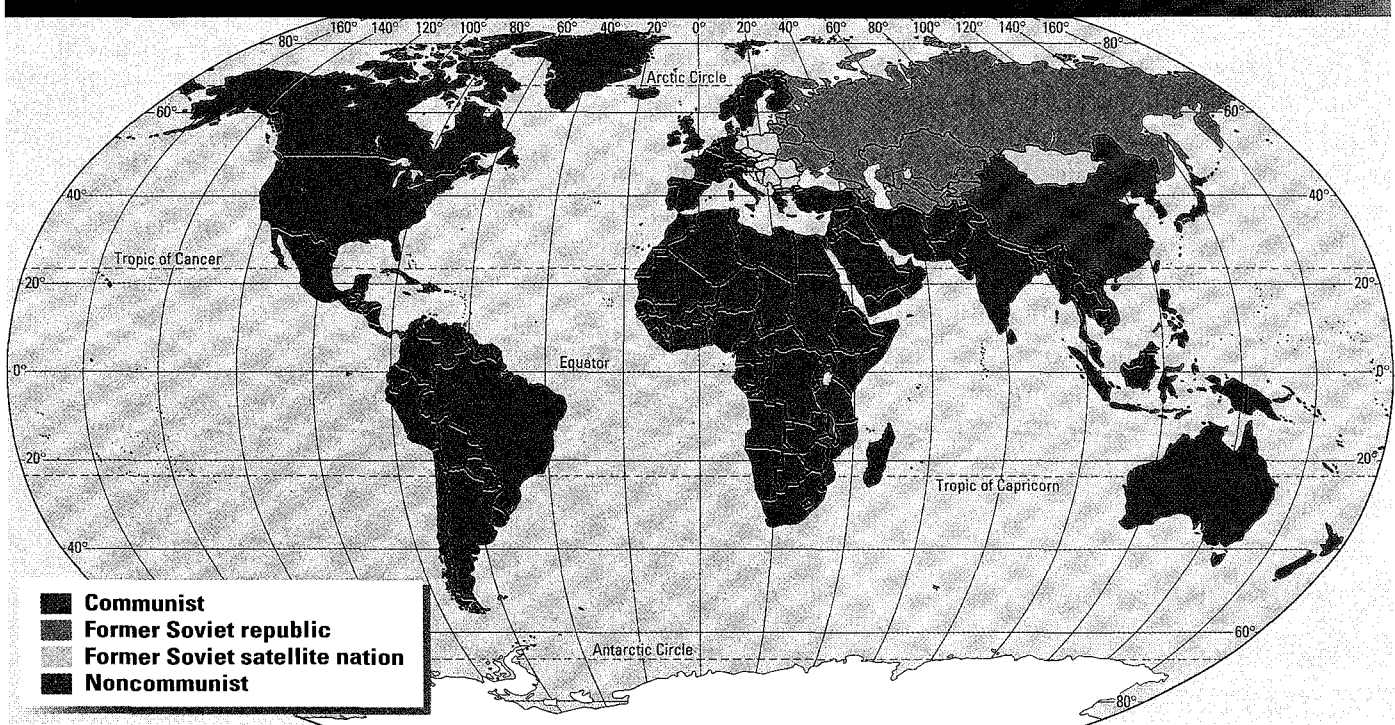 160° 140° 120° 100° 80° 60° 40° 20° 0° 20° 40° 60° 80° 100° 120° 140° 160°
80° 80°
Arctic Circle
60° 60°
40° 40°
Tropic of Cancer
20° 20°
Equator
0° 0°
20° 20°
Tropic of Capricorn
40°
Communist
Former Soviet republic
Former Soviet satellite nation
Noncommunist
60°
Antarctic Circle
80°